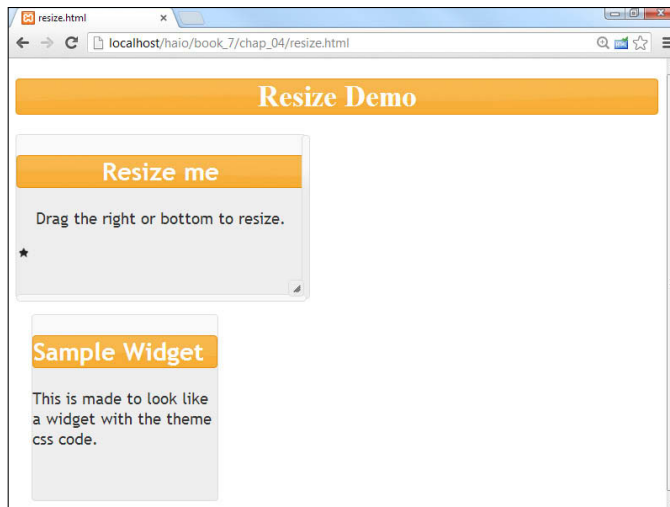 resize.html
localhost/haio/book_7/chap_04/resize.html
Resize Demo
Resize me
Drag the right or bottom to resize.
Sample Widget
This is made to look like
a widget with the theme
css code.